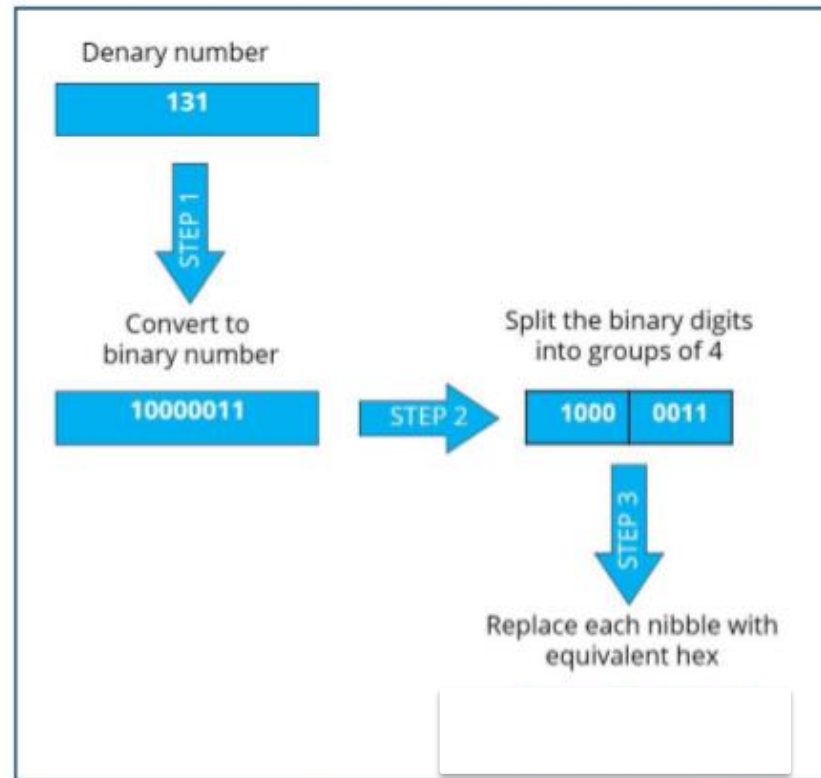 Denary number
131
STEP 1
Convert to
binary number
10000011
STEP 2
Split the binary digits
into groups of 4
1000 0011
STEP 3
Replace each nibble with
equivalent hex